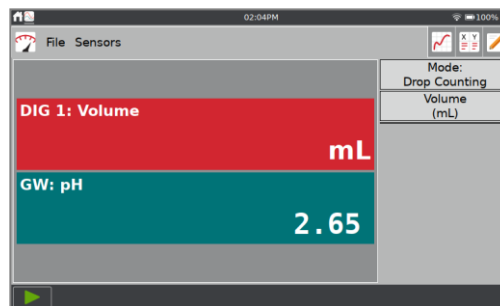 02:04PM
100%
File Sensors
X Y
Mode:
Drop Counting
Volume
(mL)
DIG 1: Volume
mL
GW: pH
2.65